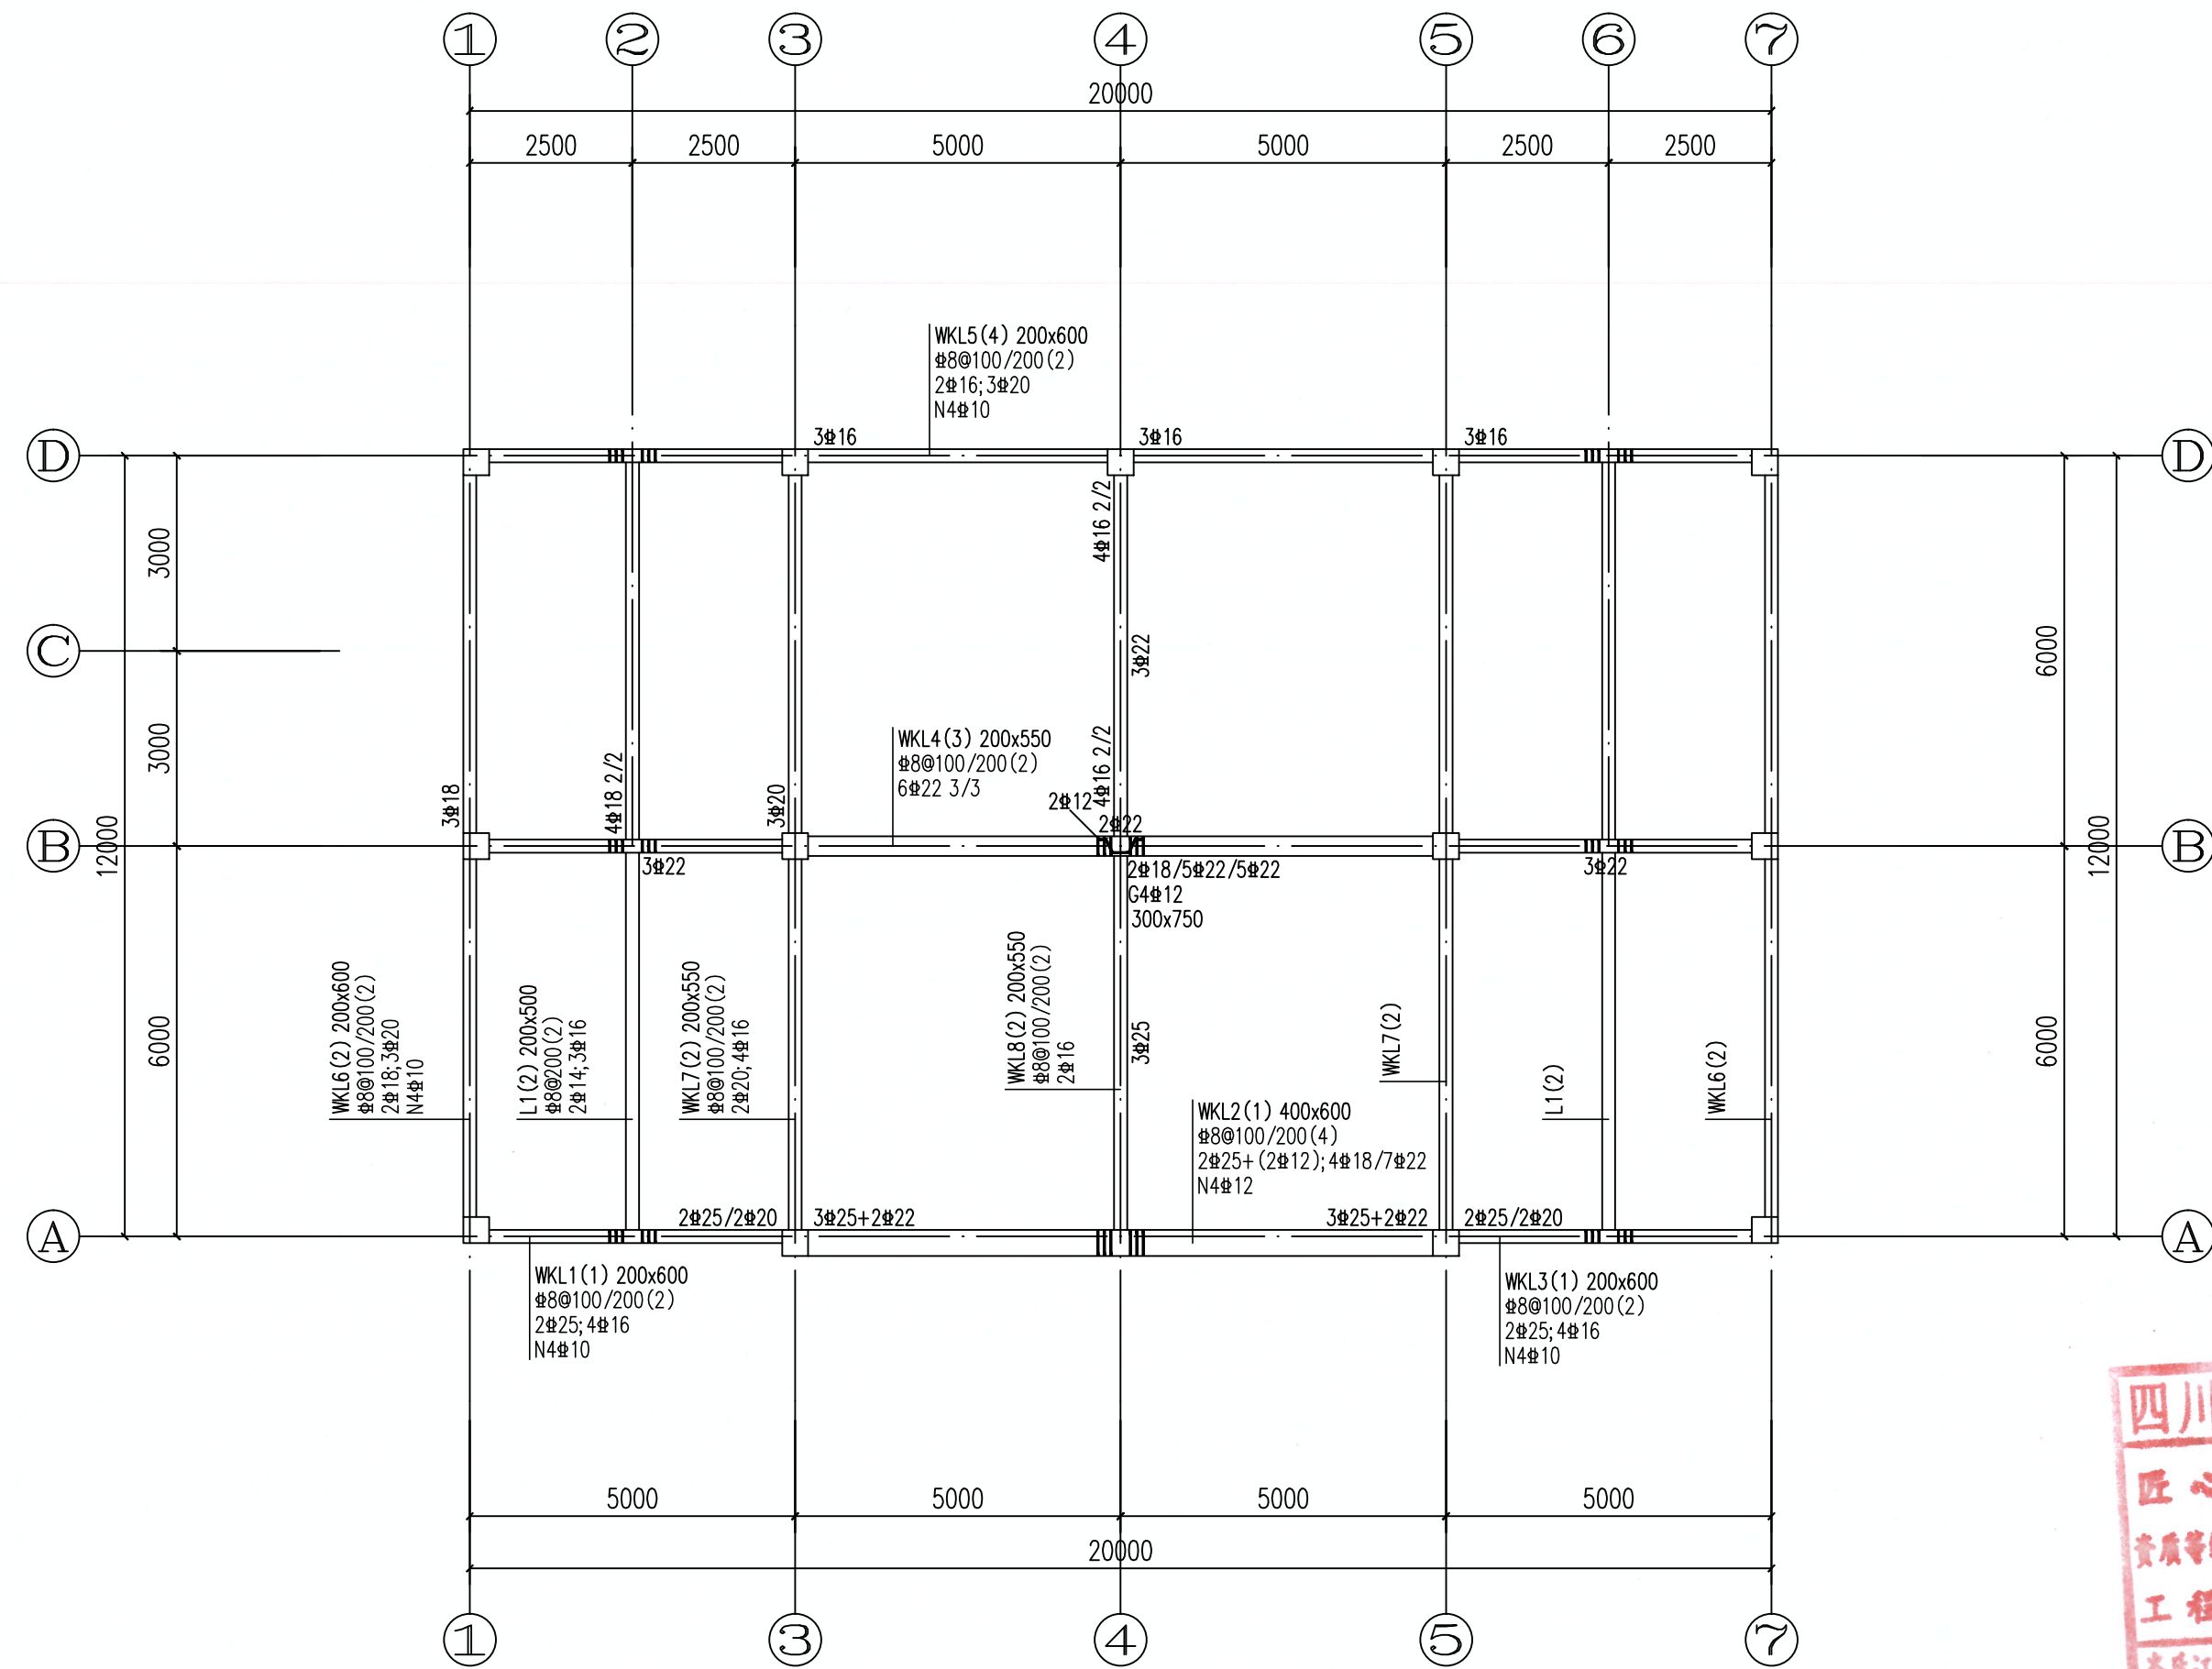 ① ② ③ ④ ⑤ ⑥ ⑦
20000
2500 2500 5000 5000 2500 2500
WKL5(4) 200x600
⌀8@100/200(2)
2⌀16;3⌀20
N4⌀10
3⌀16 3⌀16 3⌀16
D D
4⌀16 2/2
3000
C
3⌀22
6000
3000
WKL4(3) 200x550
⌀8@100/200(2)
6⌀22 3/3
4⌀16 2/2
3⌀18
4⌀18 2/2
3⌀20
2⌀12
2⌀22
B B
12000
12000
3⌀22
2⌀18/5⌀22/5⌀22
G4⌀12
300x750
3⌀22
6000
WKL6(2) 200x600
⌀8@100/200(2)
2⌀18;3⌀20
N4⌀10
L1(2) 200x500
⌀8@200(2)
2⌀14;3⌀16
WKL7(2) 200x550
⌀8@100/200(2)
2⌀20;4⌀16
WKL8(2) 200x550
⌀8@100/200(2)
2⌀16
3⌀25
WKL7(2)
L1(2)
WKL6(2)
6000
WKL2(1) 400x600
⌀8@100/200(4)
2⌀25+(2⌀12);4⌀18/7⌀22
N4⌀12
2⌀25/2⌀20 3⌀25+2⌀22 3⌀25+2⌀22 2⌀25/2⌀20
A A
WKL1(1) 200x600
⌀8@100/200(2)
2⌀25;4⌀16
N4⌀10
WKL3(1) 200x600
⌀8@100/200(2)
2⌀25;4⌀16
N4⌀10
5000 5000 5000 5000
20000
① ③ ④ ⑤ ⑦
四川
匠
资质等
工程